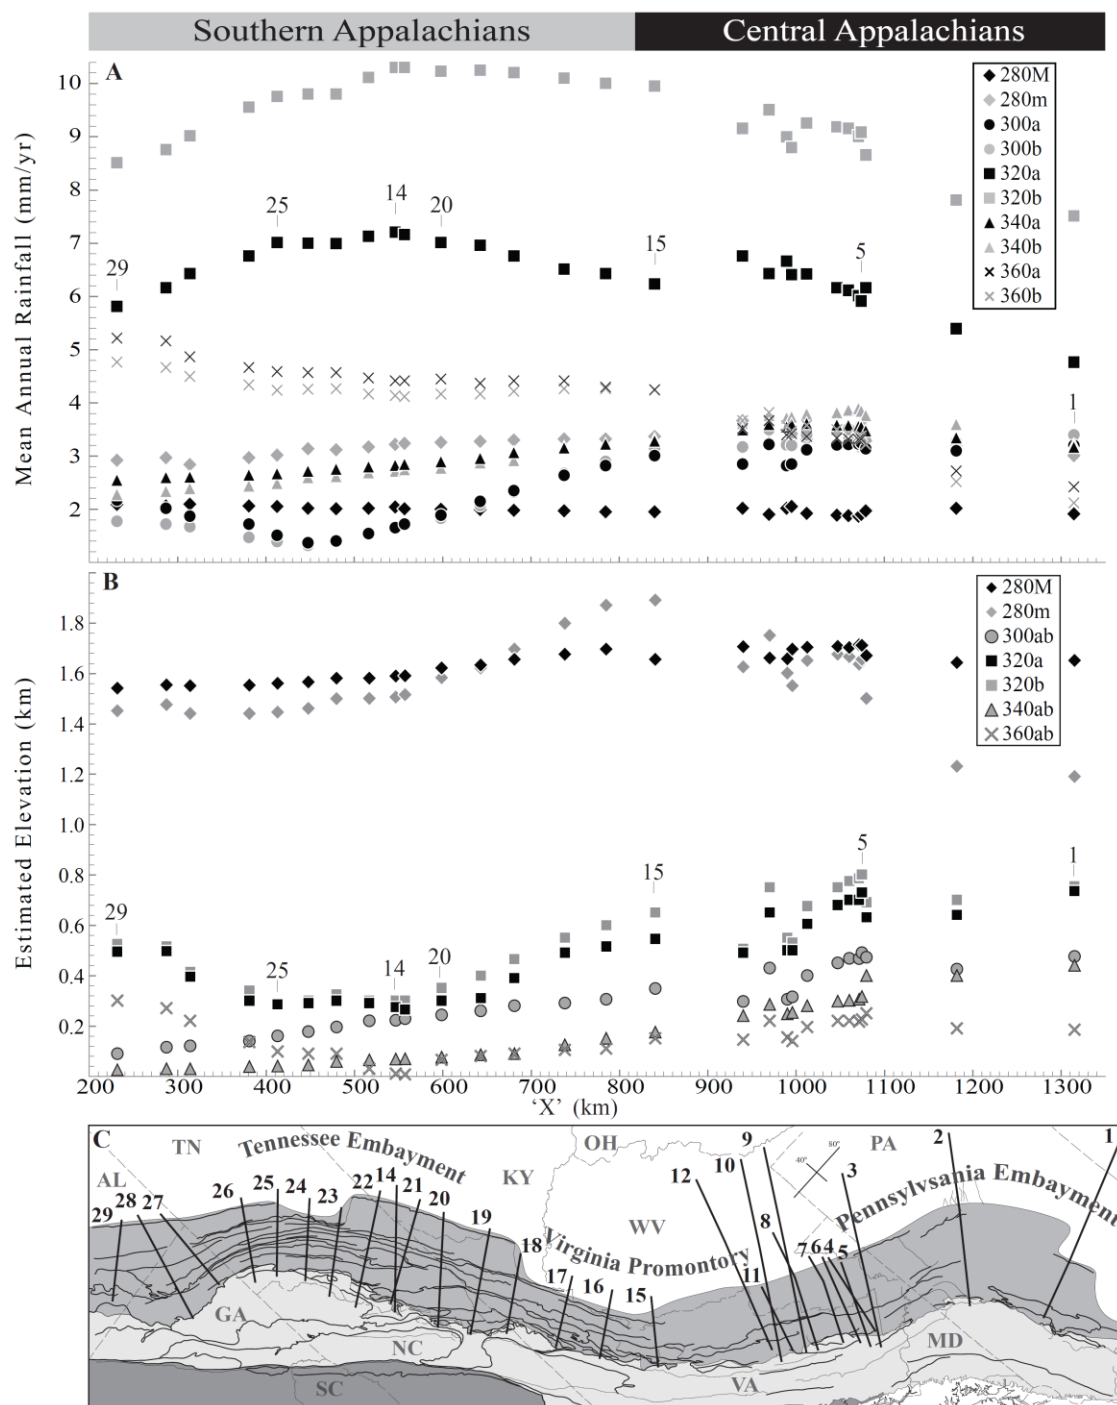 Southern Appalachians Central Appalachians
A
Mean Annual Rainfall (mm/yr)
10
9
8
7
6
5
4
3
2
29
25
14
20
15
5
1
280M
280m
300a
300b
320a
320b
340a
340b
360a
360b
B
Estimated Elevation (km)
1.8
1.6
1.4
1.2
1.0
0.8
0.6
0.4
0.2
29
25
14
20
15
5
1
280M
280m
300ab
320a
320b
340ab
360ab
200 300 400 500 600 700 800 900 1000 1100 1200 1300
‘X’ (km)
C
TN
Tennessee Embayment
OH
KY
AL
WV
PA
Virginia Promontory
Pennsylvsania Embayment
GA
NC
SC
VA
MD
40°
80°
29
28
27
26
25
24
23
22
14
21
20
19
18
17
16
15
12
10
9
11
8
7
6
4
5
3
2
1